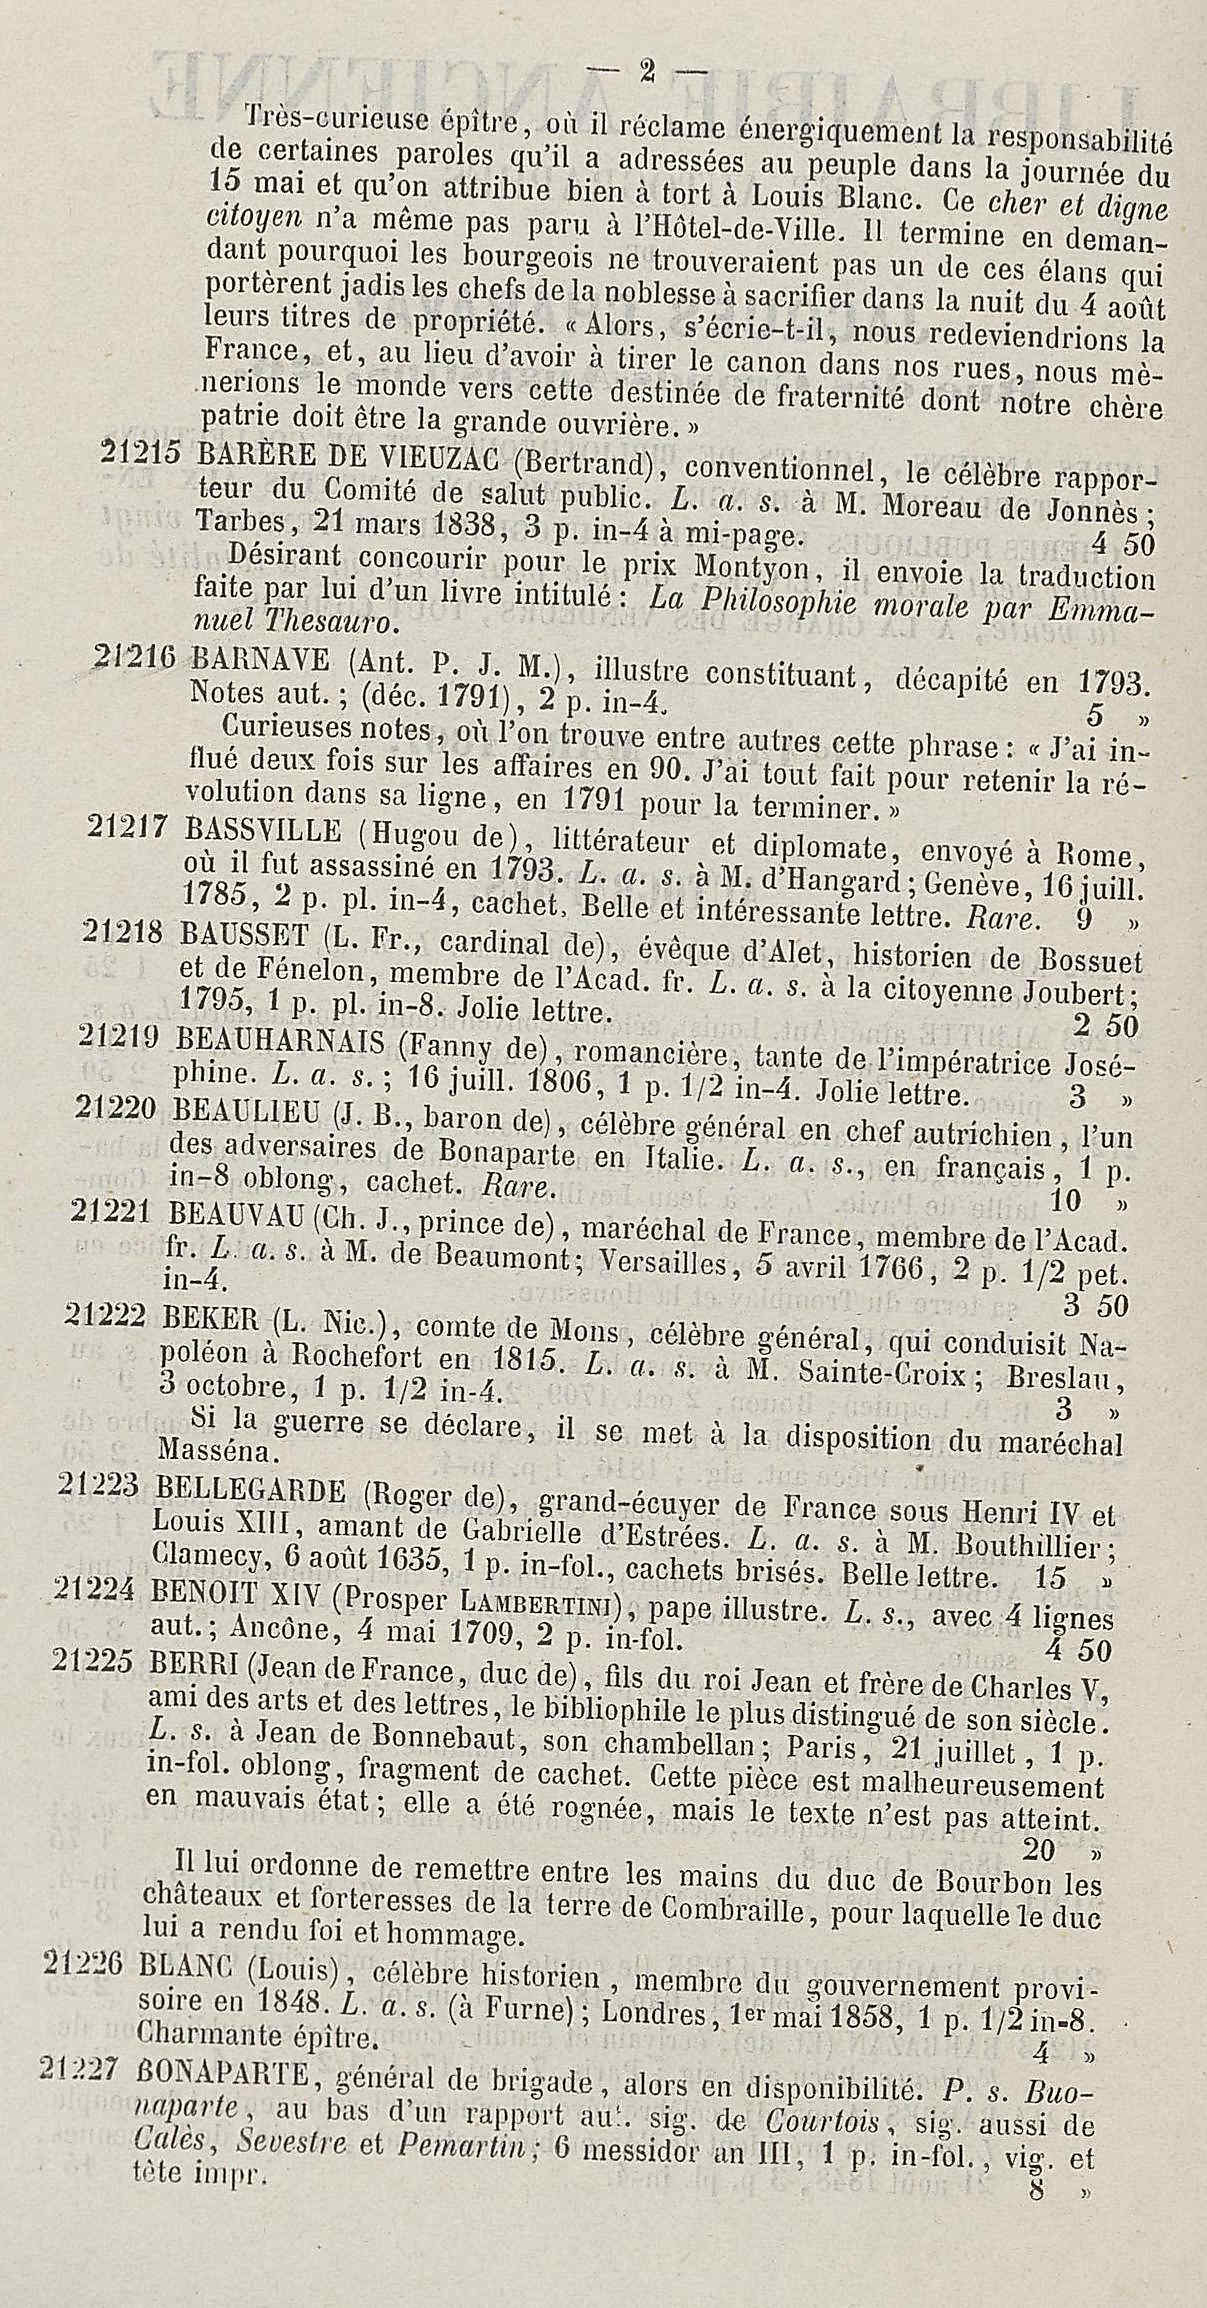 — 2 —
Très-curieuse épître, où il réclame énergiquement la responsabilité
de certaines paroles qu'il a adressées au peuple dans la journée du
15 mai et qu'on attribue bien à tort à Louis Blanc. Ce cher et digne
citoyen n'a même pas paru à l'Hôtel-de-Ville. Il termine en deman-
dant pourquoi les bourgeois ne trouveraient pas un de ces élans qui
portèrent jadis les chefs de la noblesse à sacrifier dans la nuit du 4 août
leurs titres de propriété. « Alors, s'écrie-t-il, nous redeviendrions la
France, et, au lieu d'avoir à tirer le canon dans nos rues, nous mè-
nerions le monde vers cette destinée de fraternité dont notre chère
patrie doit être la grande ouvrière. »
21215 BARÈRE DE VIEUZAC (Bertrand), conventionnel, le célèbre rappor-
teur du Comité de salut public. L. a. s. à M. Moreau de Jonnès;
Tarbes, 21 mars 1838, 3 p. in-4 à mi-page. 4 50
Désirant concourir pour le prix Montyon, il envoie la traduction
faite par lui d'un livre intitulé: La Philosophie morale par Emma-
nuel Thesauro.
21216 BARNAVE (Ant. P. J. M.), illustre constituant, décapité en 1793.
Notes aut.; (déc. 1791), 2 p. in-4. 5 »
Curieuses notes, où l'on trouve entre autres cette phrase: « J'ai in-
flué deux fois sur les affaires en 90. J'ai tout fait pour retenir la ré-
volution dans sa ligne, en 1791 pour la terminer. »
21217 BASSVILLE (Hugou de), littérateur et diplomate, envoyé à Rome,
où il fut assassiné en 1793. L. a. s. à M. d'Hangard; Genève, 16 juill.
1785, 2 p. pl. in-4, cachet. Belle et intéressante lettre. Rare. 9 »
21218 BAUSSET (L. Fr., cardinal de), évêque d'Alet, historien de Bossuet
et de Fénelon, membre de l'Acad. fr. L. a. s. à la citoyenne Joubert;
1795, 1 p. pl. in-8. Jolie lettre. 2 50
21219 BEAUHARNAIS (Fanny de), romancière, tante de l'impératrice José-
phine. L. a. s.; 16 juill. 1806, 1 p. 1/2 in-4. Jolie lettre. 3 »
21220 BEAULIEU (J. B., baron de), célèbre général en chef autrichien, l'un
des adversaires de Bonaparte en Italie. L. a. s., en français, 1 p.
in-8 oblong, cachet. Rare. 10 »
21221 BEAUVAU (Ch. J., prince de), maréchal de France, membre de l'Acad.
fr. L. a. s. à M. de Beaumont; Versailles, 5 avril 1766, 2 p. 1/2 pet.
in-4. 3 50
21222 BEKER (L. Nic.), comte de Mons, célèbre général, qui conduisit Na-
poléon à Rochefort en 1815. L. a. s. à M. Sainte-Croix; Breslau,
3 octobre, 1 p. 1/2 in-4. 3 »
Si la guerre se déclare, il se met à la disposition du maréchal
Masséna.
21223 BELLEGARDE (Roger de), grand-écuyer de France sous Henri IV et
Louis XIII, amant de Gabrielle d'Estrées. L. a. s. à M. Bouthillier;
Clamecy, 6 août 1635, 1 p. in-fol., cachets brisés. Belle lettre. 15 »
21224 BENOIT XIV (Prosper LAMBERTINI), pape illustre. L. s., avec 4 lignes
aut.; Ancône, 4 mai 1709, 2 p. in-fol. 4 50
21225 BERRI (Jean de France, duc de), fils du roi Jean et frère de Charles V,
ami des arts et des lettres, le bibliophile le plus distingué de son siècle.
L. s. à Jean de Bonnebaut, son chambellan; Paris, 21 juillet, 1 p.
in-fol. oblong, fragment de cachet. Cette pièce est malheureusement
en mauvais état; elle a été rognée, mais le texte n'est pas atteint.
20 »
Il lui ordonne de remettre entre les mains du duc de Bourbon les
châteaux et forteresses de la terre de Combraille, pour laquelle le duc
lui a rendu foi et hommage.
21226 BLANC (Louis), célèbre historien, membre du gouvernement provi-
soire en 1848. L. a. s. (à Furne); Londres, 1er mai 1858, 1 p. 1/2 in-8.
Charmante épître. 4 »
21227 BONAPARTE, général de brigade, alors en disponibilité. P. s. Buo-
naparte, au bas d'un rapport aut. sig. de Courtois, sig. aussi de
Calès, Sevestre et Pemartin; 6 messidor an III, 1 p. in-fol., vig. et
tête impr. 8 »